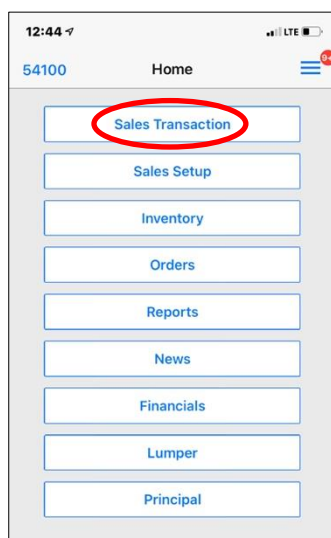 12:44 LTE
54100 Home 9+
Sales Transaction
Sales Setup
Inventory
Orders
Reports
News
Financials
Lumper
Principal